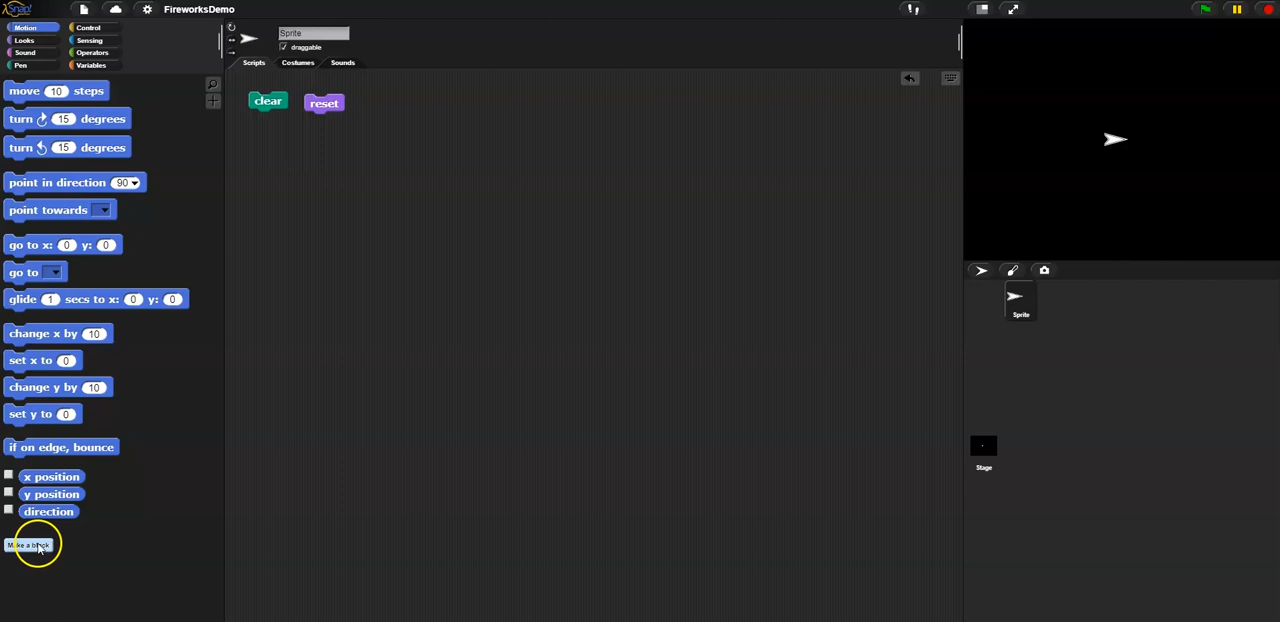 Snap! FireworksDemo
Motion Control
Looks Sensing
Sound Operators
Pen Variables
Sprite
draggable
Scripts Costumes Sounds
move 10 steps
turn 15 degrees
turn 15 degrees
point in direction 90
point towards
go to x: 0 y: 0
go to
glide 1 secs to x: 0 y: 0
change x by 10
set x to 0
change y by 10
set y to 0
if on edge, bounce
x position
y position
direction
Make a block
clear reset
Sprite
Stage